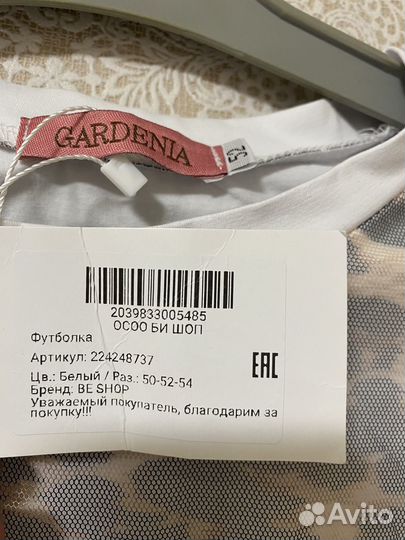 GARDENIA
52
2039833005485
ОСОО БИ ШОП
Футболка
Артикул: 224248737
Цв.: Белый / Раз.: 50-52-54
Бренд: BE SHOP
Уважаемый покупатель, благодарим за
покупку!!!
EAC
Avito